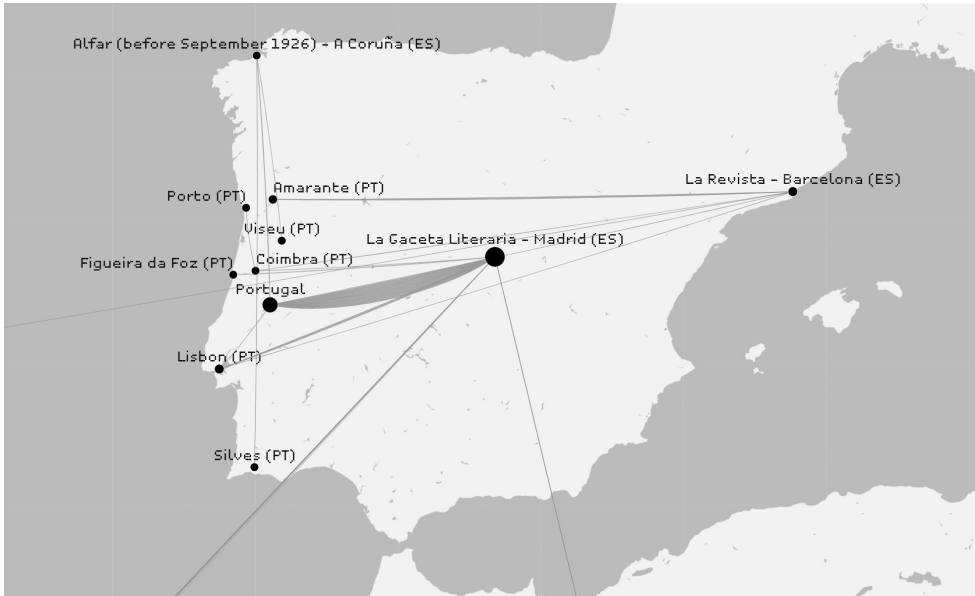 Alfar (before September 1926) - A Coruña (ES)
La Revista - Barcelona (ES)
Amarante (PT)
Porto (PT)
Viseu (PT)
La Gaceta Literaria - Madrid (ES)
Coimbra (PT)
Figueira da Foz (PT)
Portugal
Lisbon (PT)
Silves (PT)